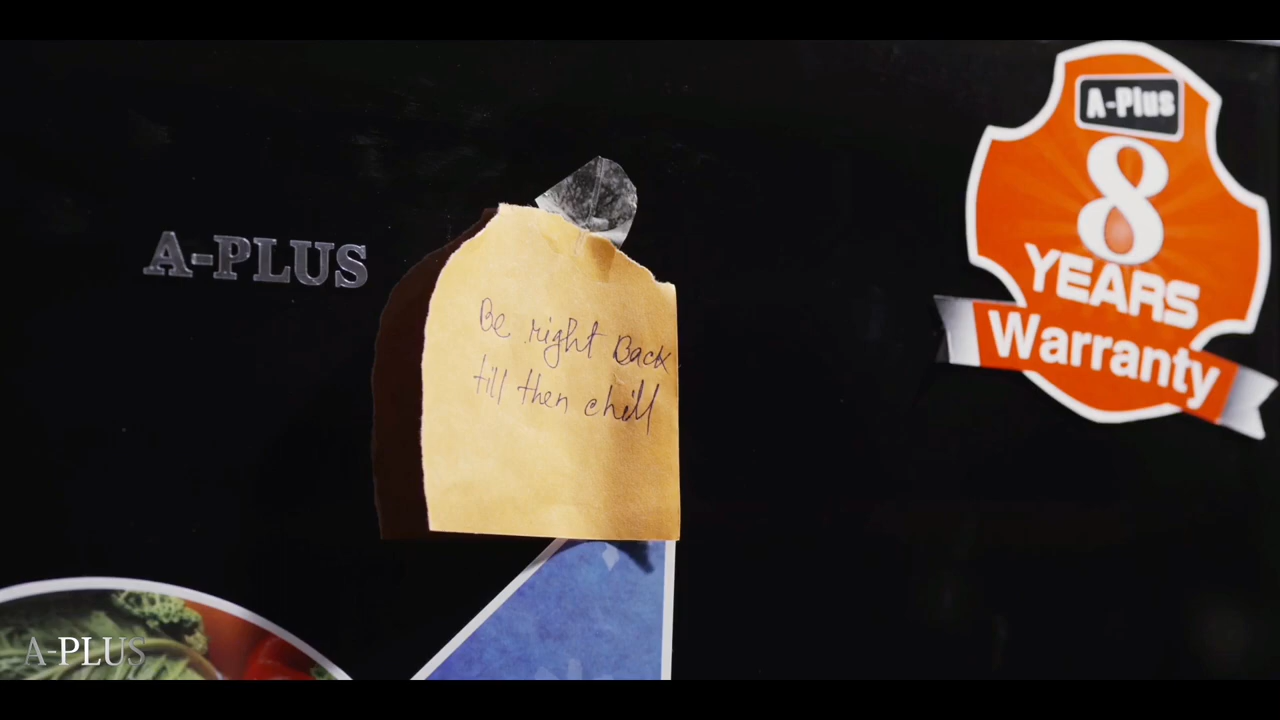 A-PLUS
Be right Back
till then chill
A-Plus
8
YEARS
Warranty
A-PLUS